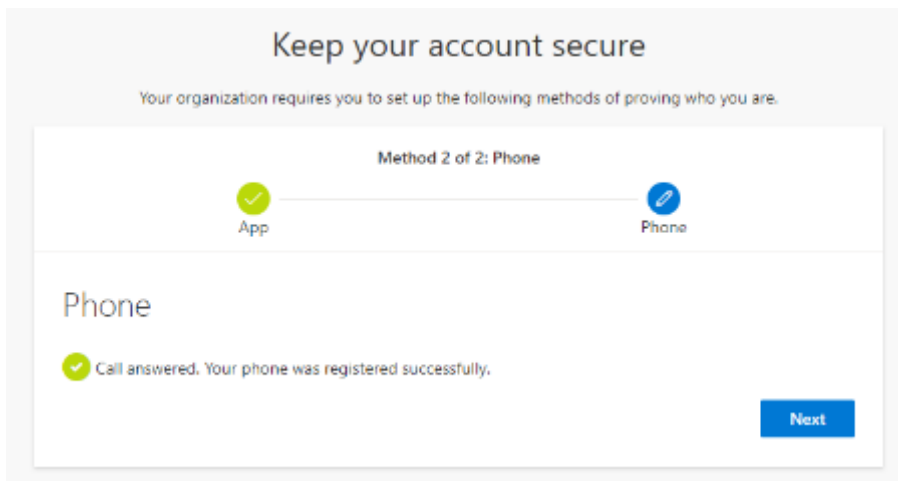 Keep your account secure
Your organization requires you to set up the following methods of proving who you are.
Method 2 of 2: Phone
App
Phone
Phone
Call answered. Your phone was registered successfully.
Next